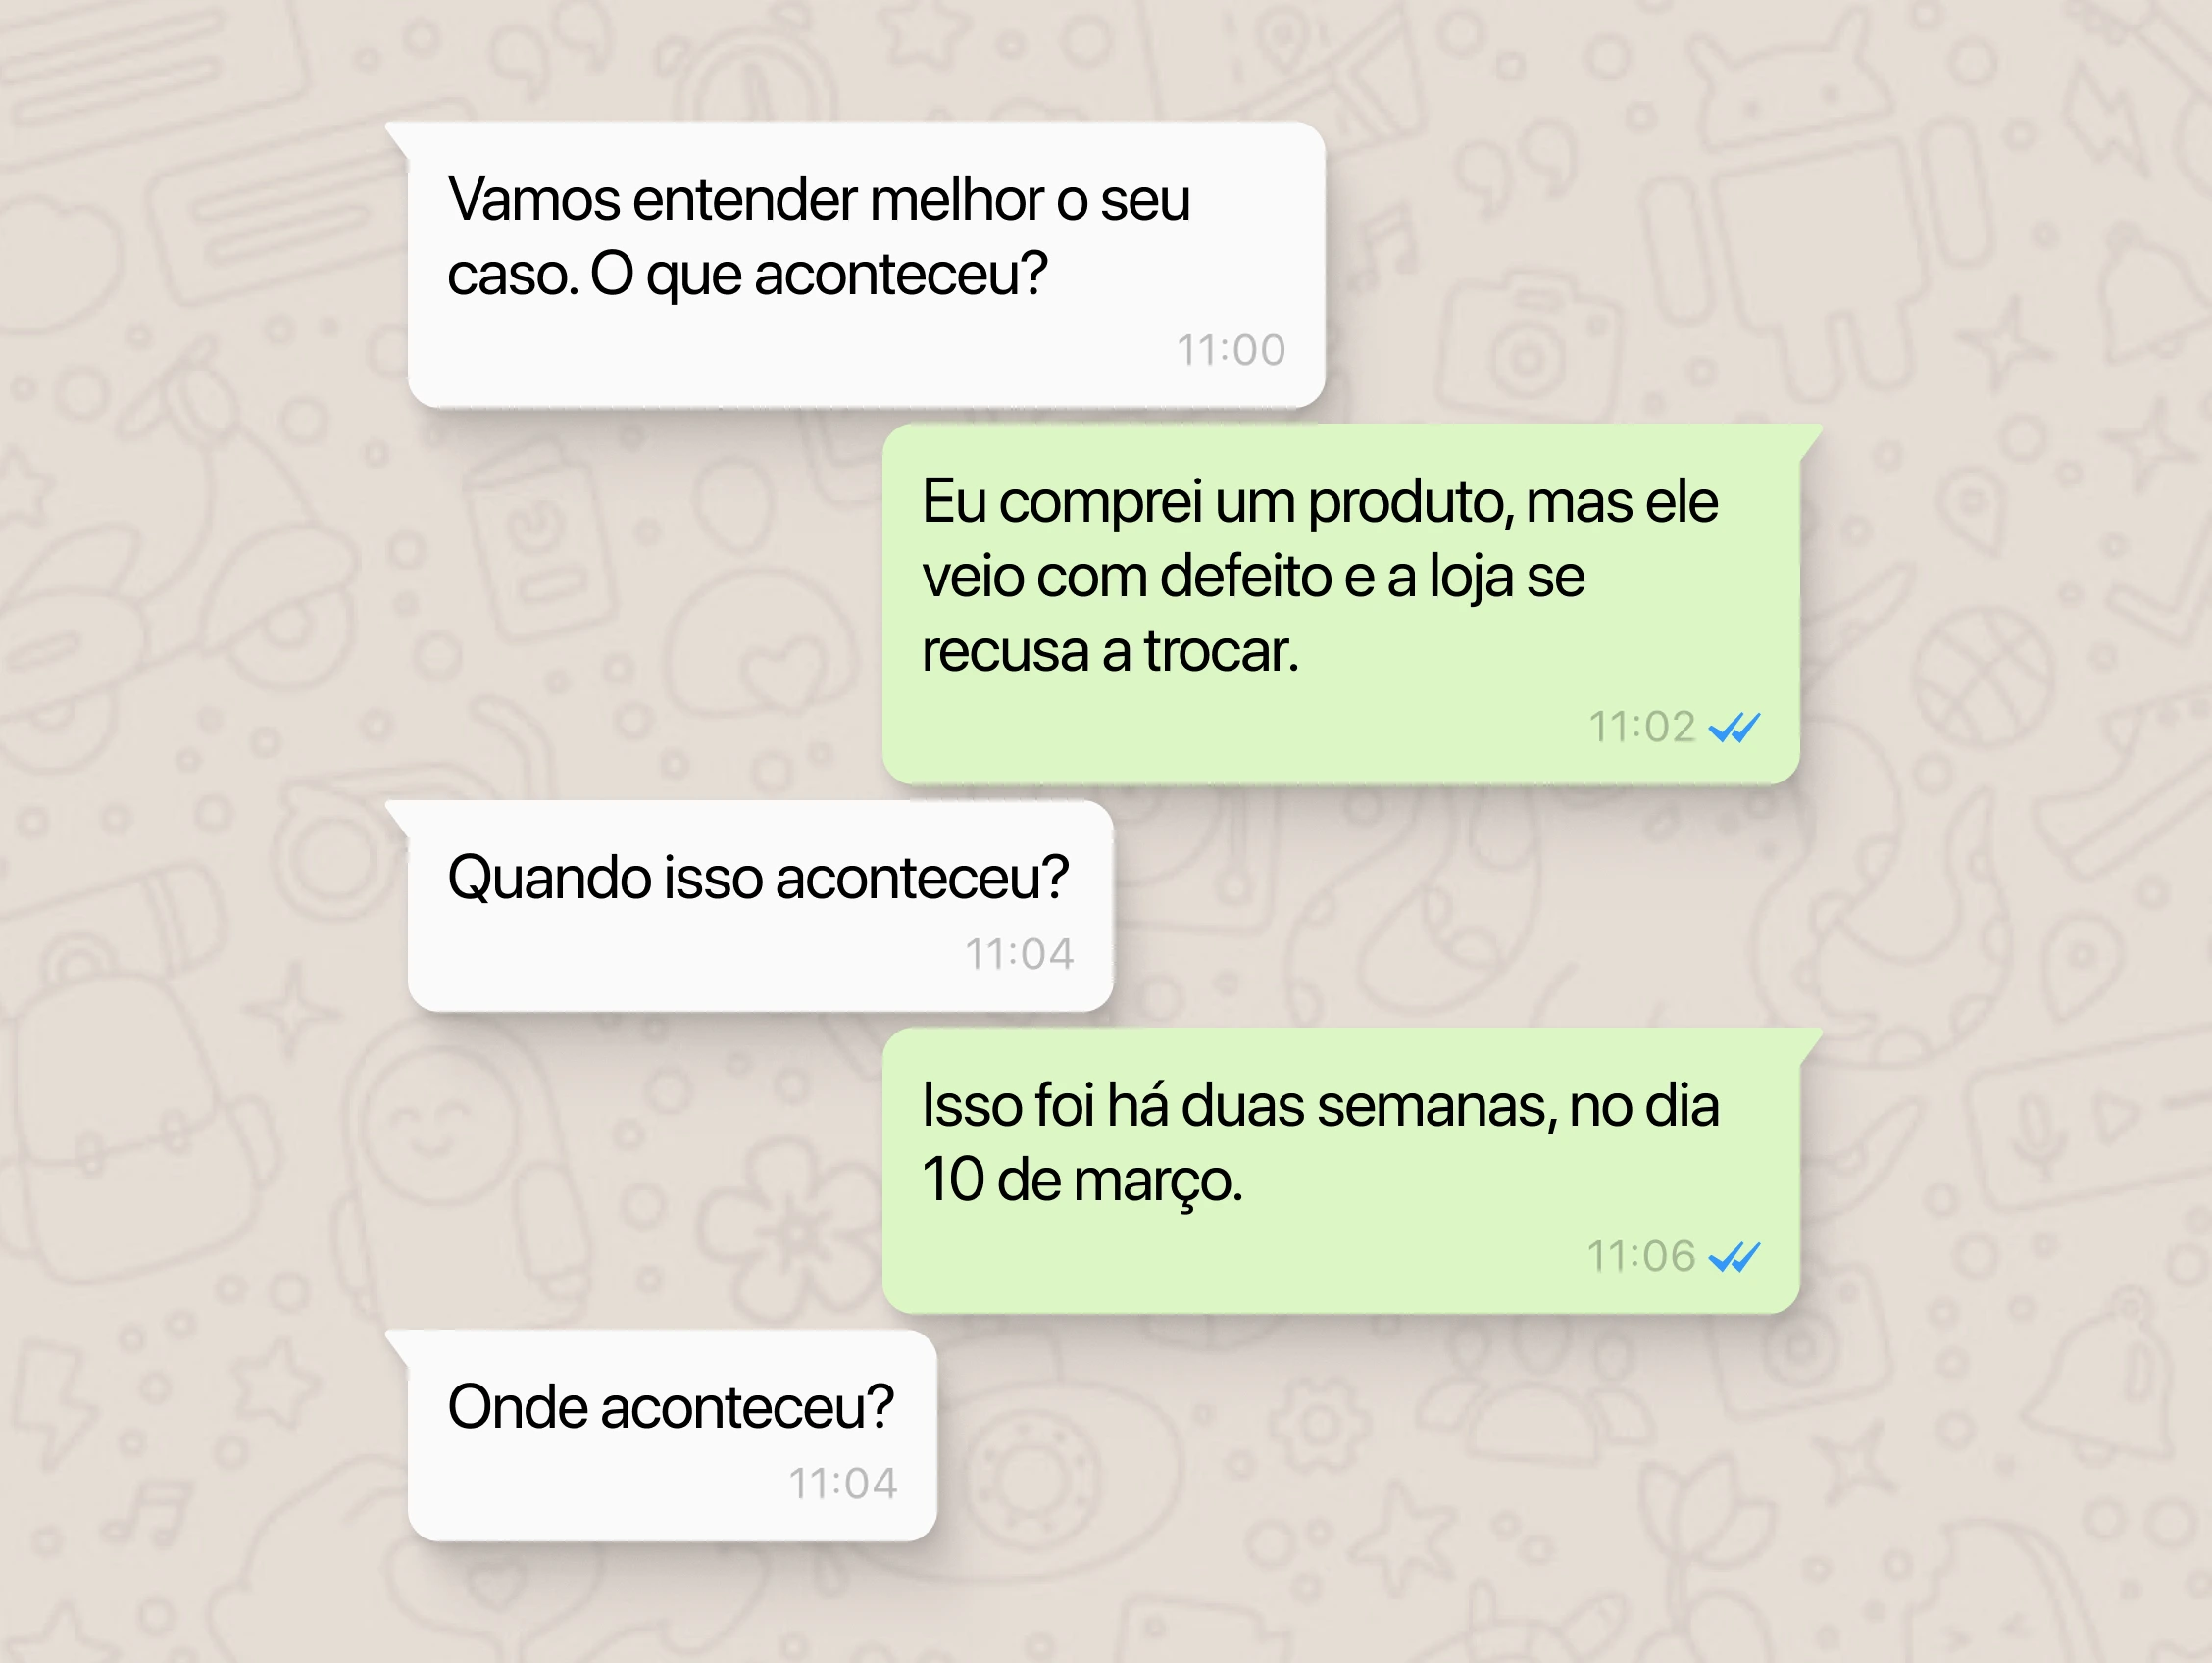 Vamos entender melhor o seu
caso. O que aconteceu?
11:00
Eu comprei um produto, mas ele
veio com defeito e a loja se
recusa a trocar.
11:02
Quando isso aconteceu?
11:04
Isso foi há duas semanas, no dia
10 de março.
11:06
Onde aconteceu?
11:04